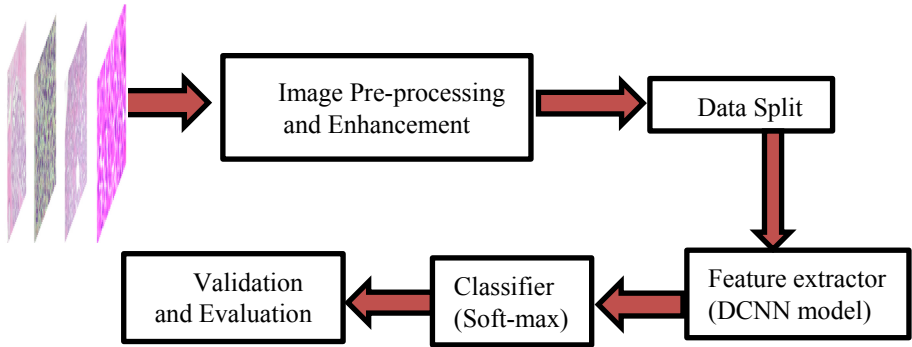 Image Pre-processing
and Enhancement
Data Split
Feature extractor
(DCNN model)
Classifier
(Soft-max)
Validation
and Evaluation